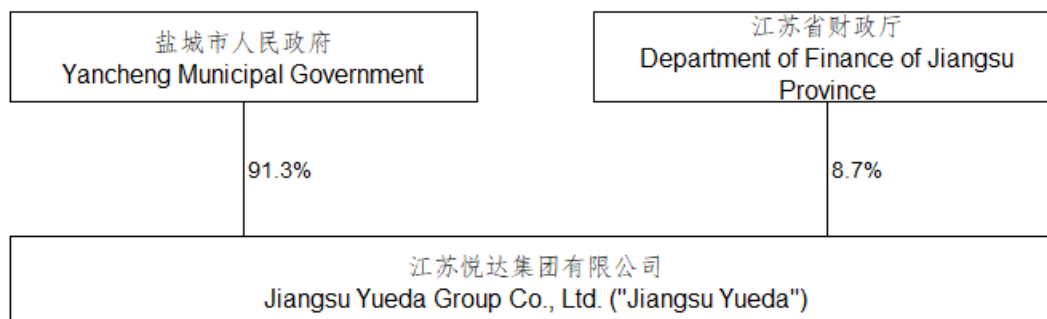 盐城市人民政府
Yancheng Municipal Government
江苏省财政厅
Department of Finance of Jiangsu
Province
91.3%
8.7%
江苏悦达集团有限公司
Jiangsu Yueda Group Co., Ltd. ("Jiangsu Yueda")